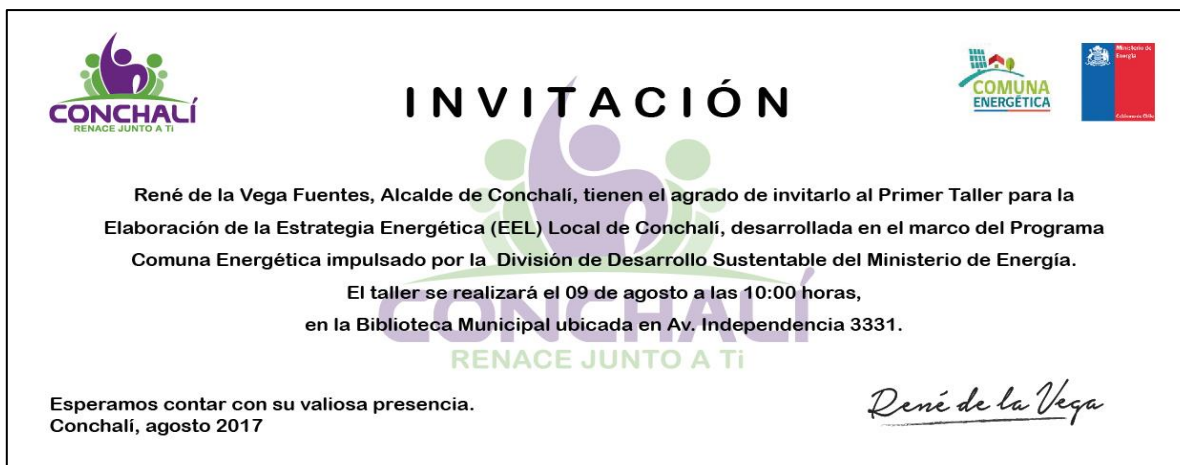 CONCHALÍ
RENACE JUNTO A Ti
INVITACIÓN
COMUNA
ENERGÉTICA
Ministerio de
Energía
Gobierno de Chile
René de la Vega Fuentes, Alcalde de Conchalí, tienen el agrado de invitarlo al Primer Taller para la
Elaboración de la Estrategia Energética (EEL) Local de Conchalí, desarrollada en el marco del Programa
Comuna Energética impulsado por la División de Desarrollo Sustentable del Ministerio de Energía.
El taller se realizará el 09 de agosto a las 10:00 horas,
en la Biblioteca Municipal ubicada en Av. Independencia 3331.
CONCHALÍ
RENACE JUNTO A Ti
Esperamos contar con su valiosa presencia.
Conchalí, agosto 2017
René de la Vega